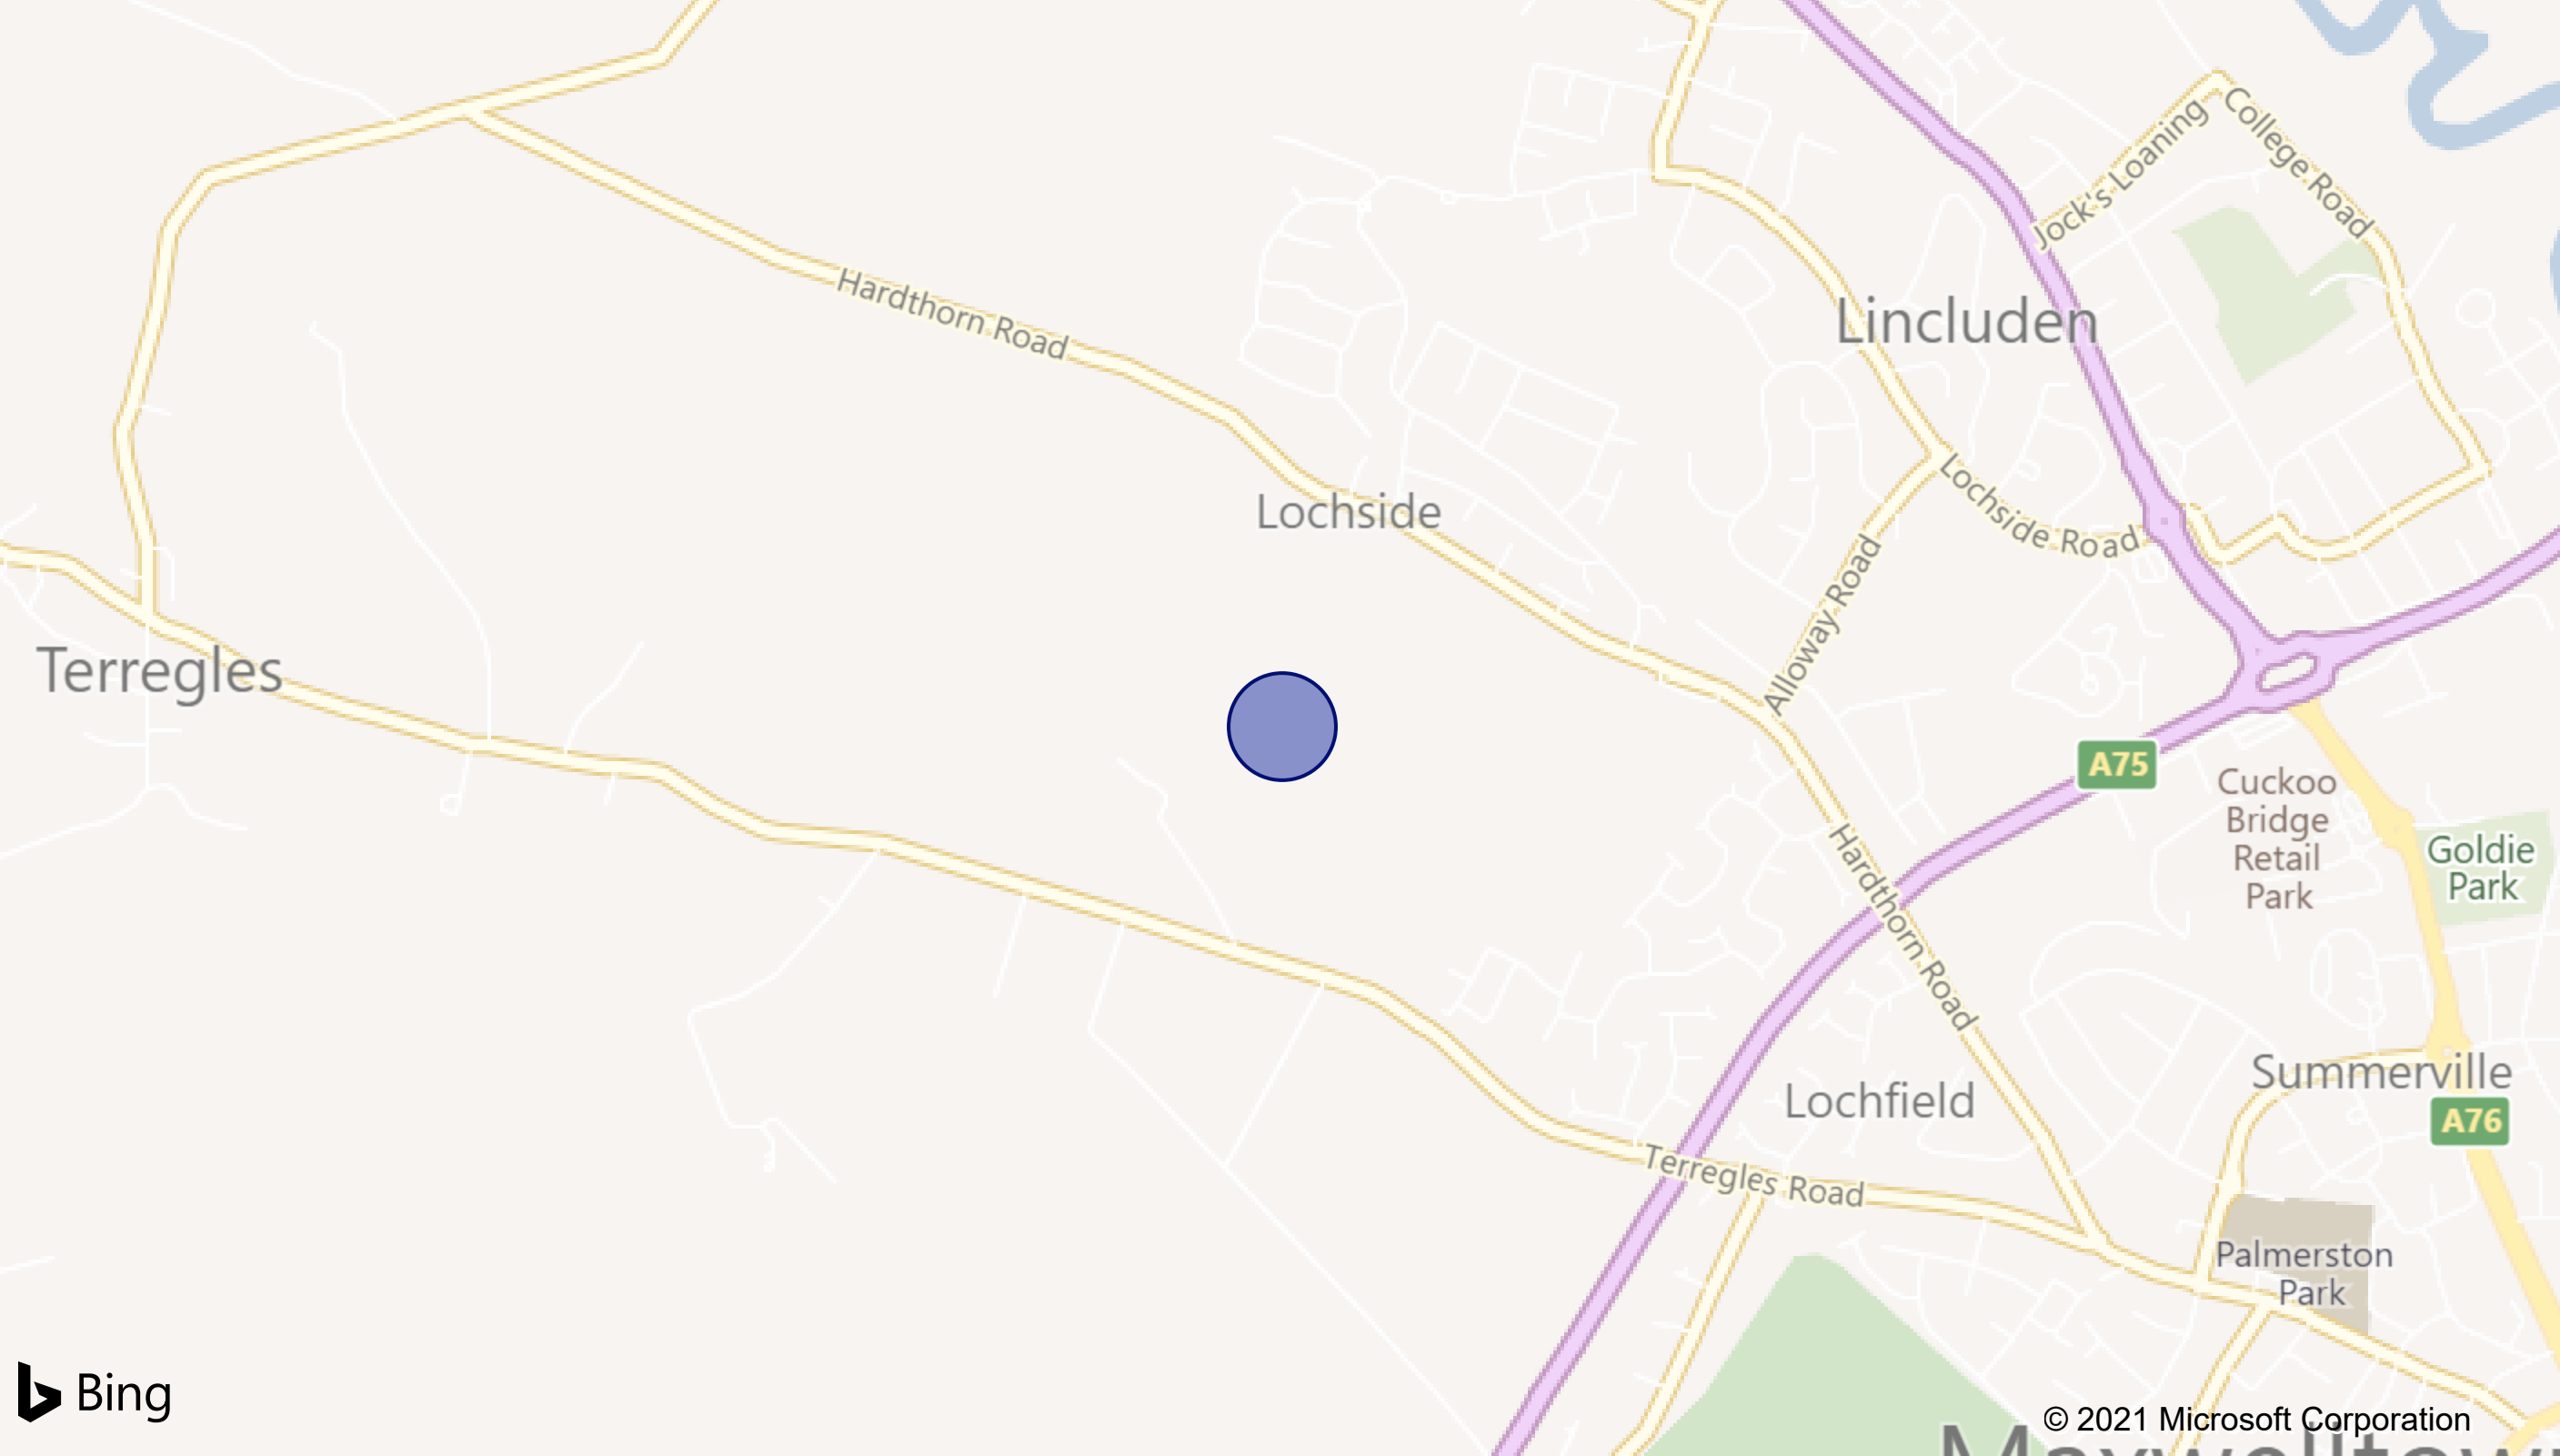 Jock's Loaning
College Road
Hardthorn Road
Lincluden
Lochside
Lochside Road
Alloway Road
Terregles
A75
Cuckoo
Bridge
Retail
Park
Goldie
Park
Hardthorn Road
Summerville
A76
Lochfield
Terregles Road
Palmerston
Park
Bing
© 2021 Microsoft Corporation